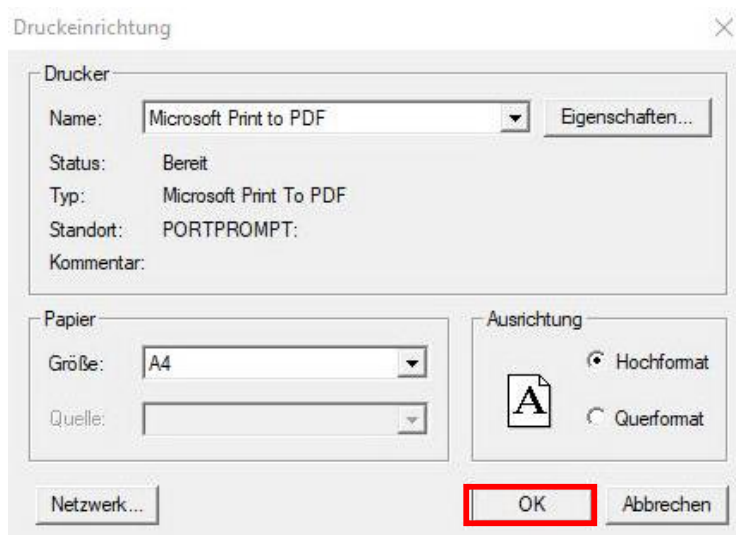 Druckeinrichtung
Drucker
Name: Microsoft Print to PDF Eigenschaften...
Status: Bereit
Typ: Microsoft Print To PDF
Standort: PORTPROMPT:
Kommentar:
Papier
Größe: A4
Quelle:
Ausrichtung
A
Hochformat
Querformat
Netzwerk... OK Abbrechen